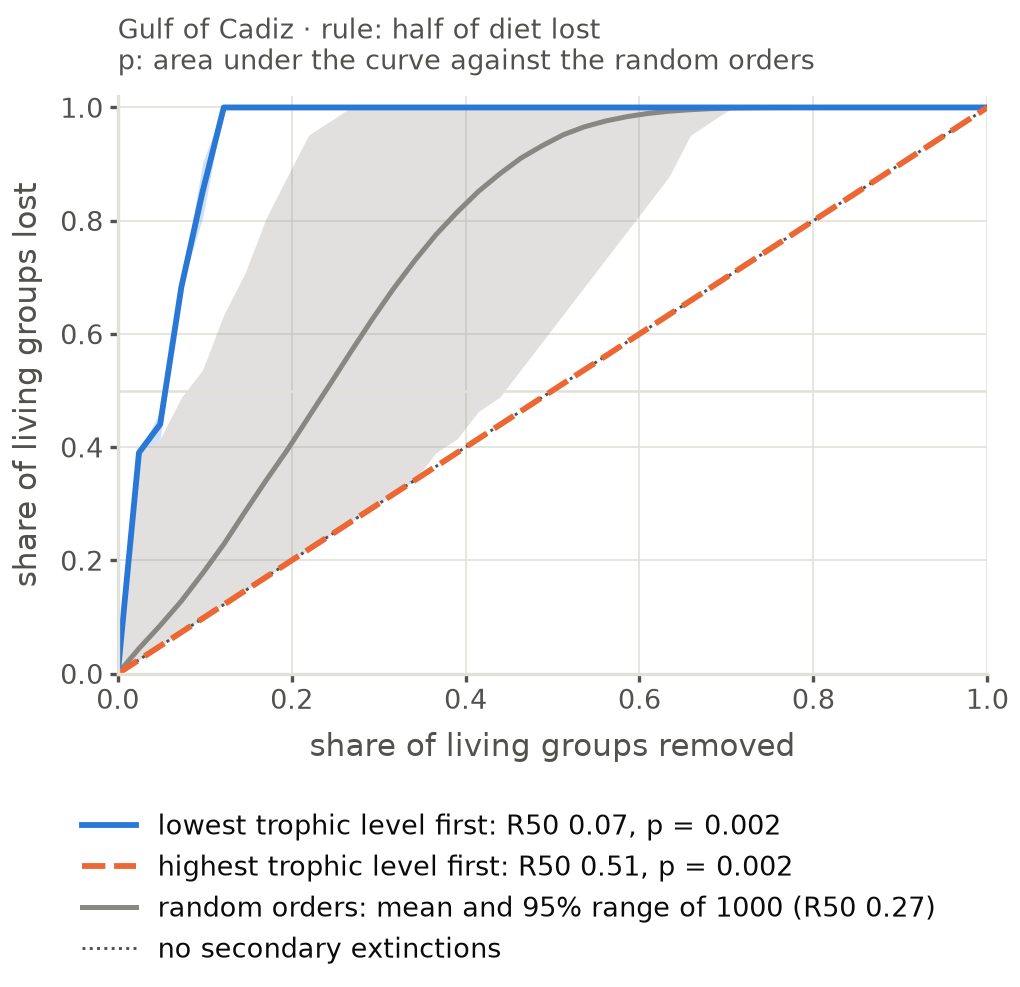 Gulf of Cadiz · rule: half of diet lost
p: area under the curve against the random orders
1.0
0.8
0.6
0.4
0.2
0.0
share of living groups lost
0.0 0.2 0.4 0.6 0.8 1.0
share of living groups removed
lowest trophic level first: R50 0.07, p = 0.002
highest trophic level first: R50 0.51, p = 0.002
random orders: mean and 95% range of 1000 (R50 0.27)
no secondary extinctions